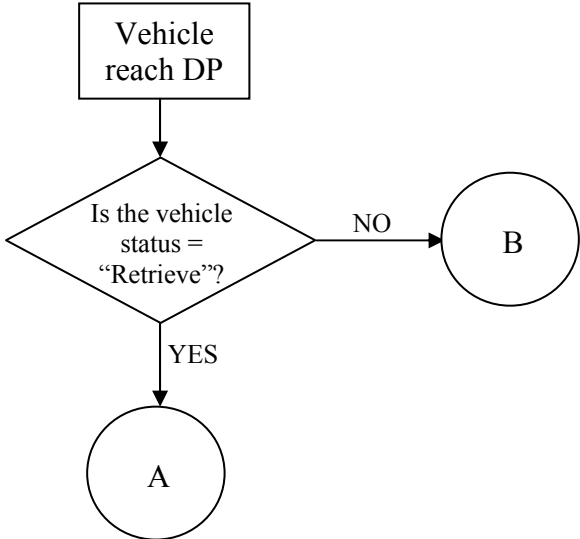 Vehicle
reach DP
Is the vehicle
status =
“Retrieve”?
NO
B
YES
A